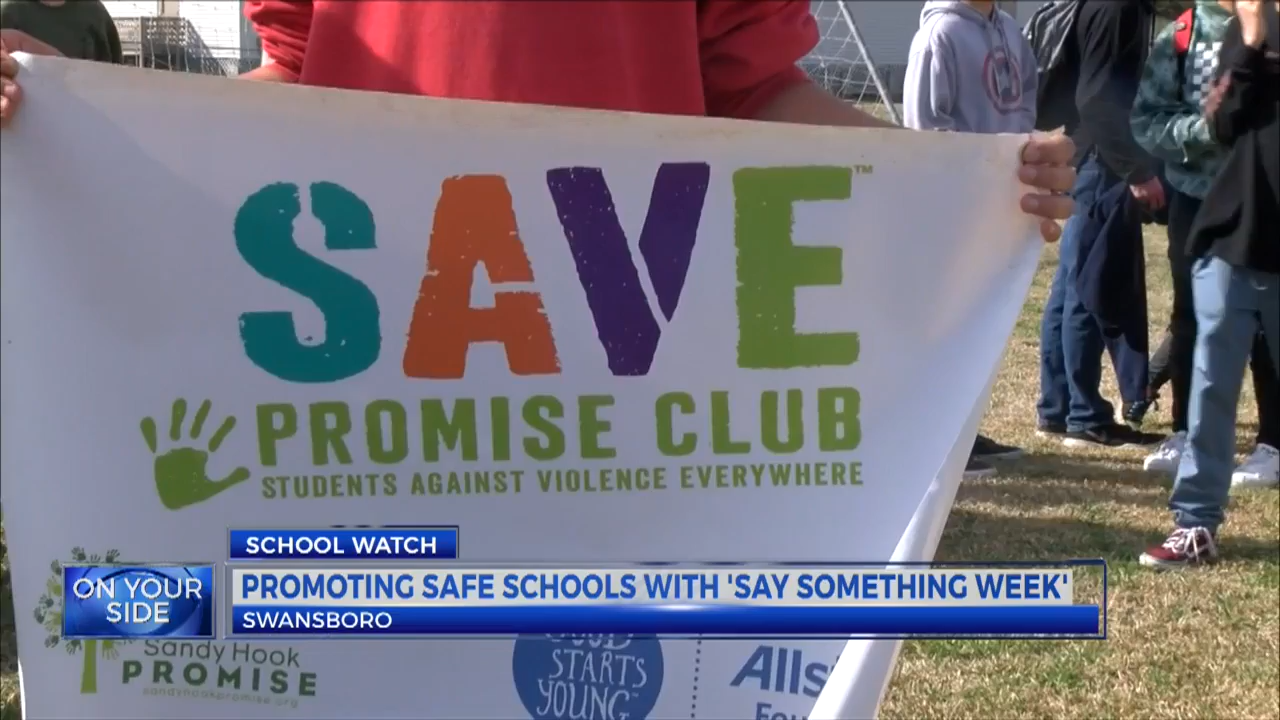 SAVE™
PROMISE CLUB
STUDENTS AGAINST VIOLENCE EVERYWHERE
SCHOOL WATCH
ON YOUR
SIDE
PROMOTING SAFE SCHOOLS WITH 'SAY SOMETHING WEEK'
SWANSBORO
Sandy Hook
PROMISE
sandyhookpromise.org
STARTS
YOUNG